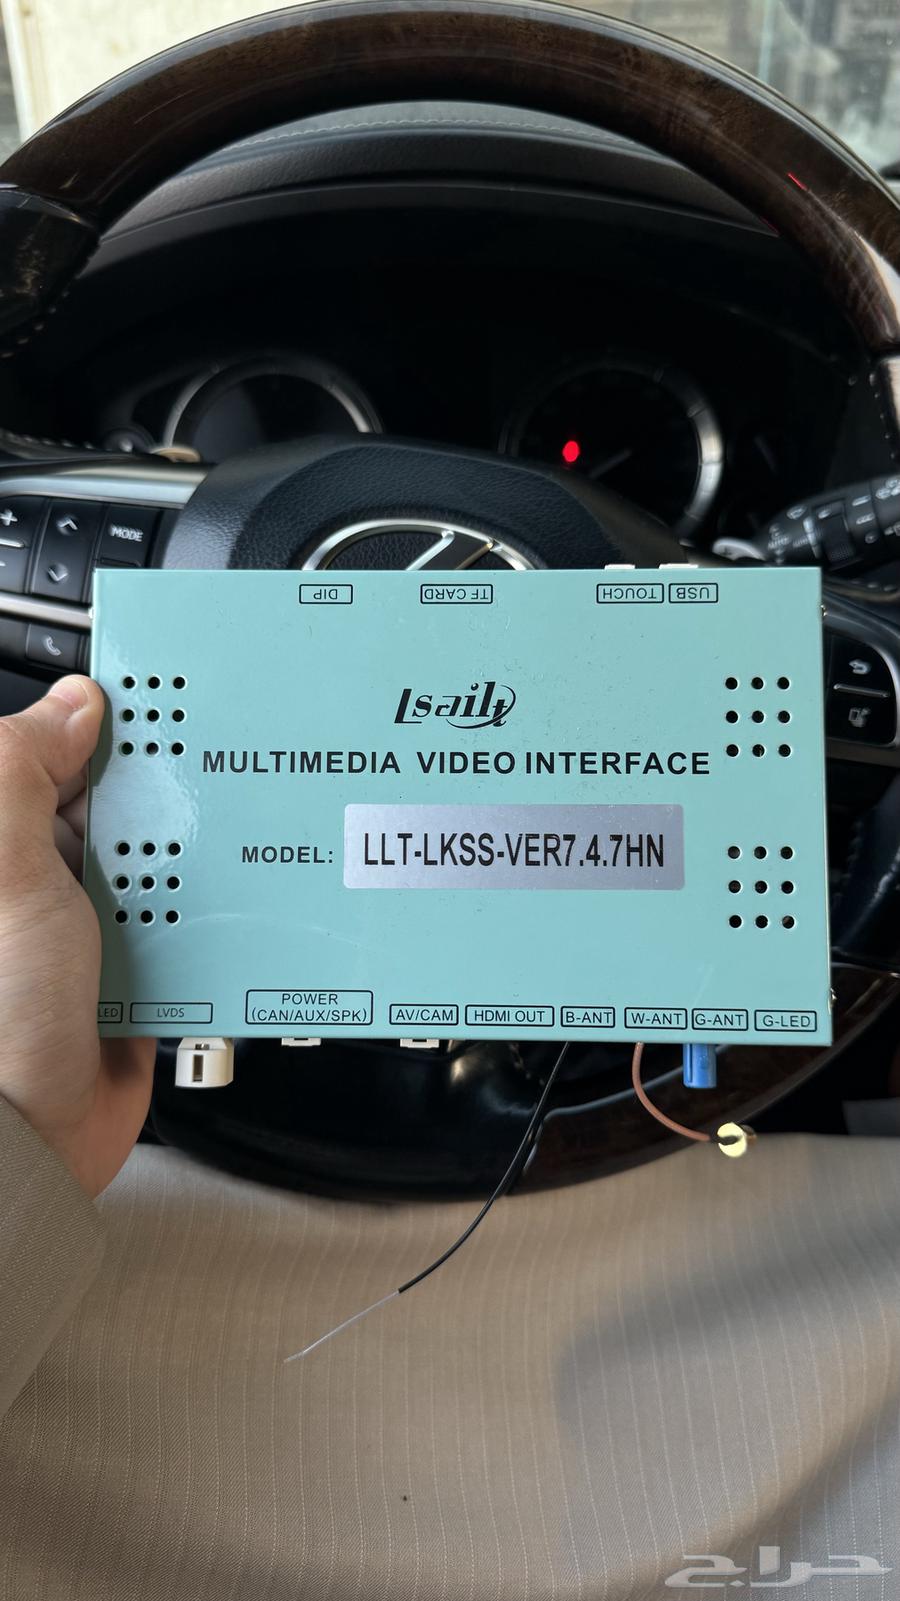 MODE
DIP
TF CARD
TOUCH
USB
Lsailt
MULTIMEDIA VIDEO INTERFACE
MODEL: LLT-LKSS-VER7.4.7HN
LED
LVDS
POWER
(CAN/AUX/SPK)
AV/CAM
HDMI OUT
B-ANT
W-ANT
G-ANT
G-LED
حراج